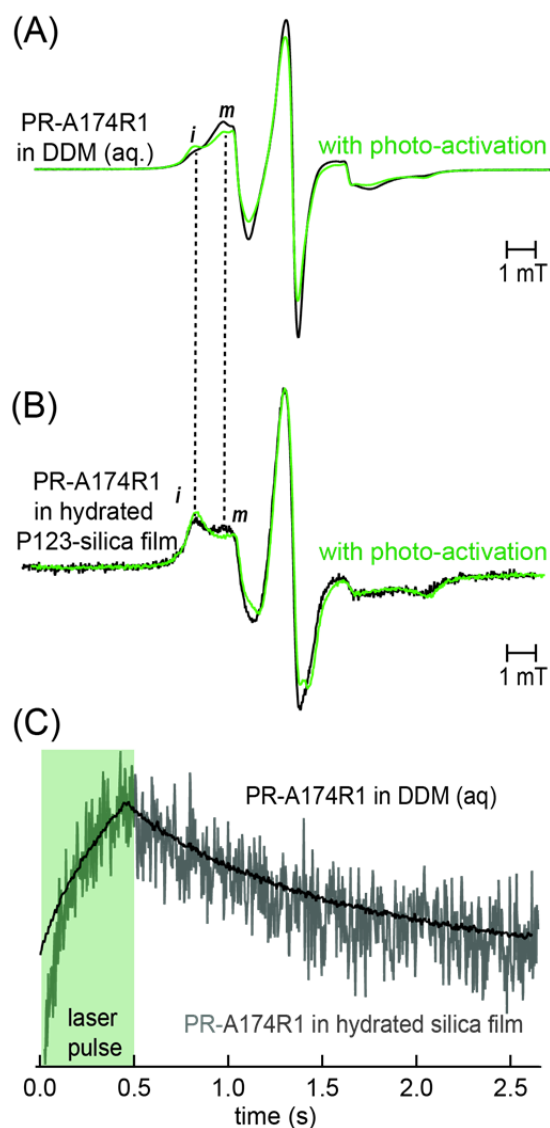 (A)
i
m
PR-A174R1
in DDM (aq.)
with photo-activation
1 mT
(B)
PR-A174R1
in hydrated
P123-silica film
i
m
with photo-activation
1 mT
(C)
PR-A174R1 in DDM (aq)
laser
pulse
PR-A174R1 in hydrated silica film
0.0 0.5 1.0 1.5 2.0 2.5
time (s)